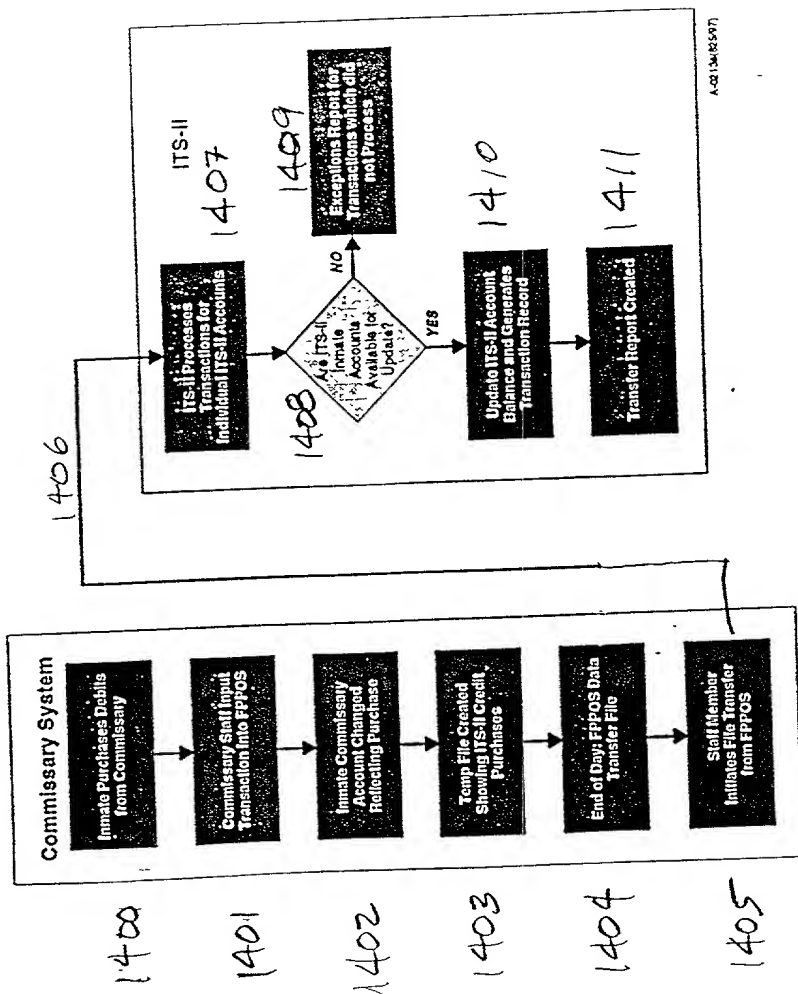 Commissary System
1400
Inmate Purchases Debits
from Commissary
1401
Commissary Staff Input
Transaction Into FPPOS
1402
Inmate Commissary
Account Changed
Reflecting Purchase
1403
Temp File Created
Showing ITS-II Credit
Purchases
1404
End of Day: FPPOS Data
Transfer File
1405
Staff Member
Initiates File Transfer
from FPPOS
1406
ITS-II
ITS-II Processes
Transactions for
Individual ITS-II Accounts
1407
1408
Are ITS-II
Inmate
Accounts
Available for
Update?
NO
1409
Exceptions Report for
Transactions which did
not Process
YES
Update ITS-II Account
Balance and Generates
Transaction Record
1410
Transfer Report Created
1411